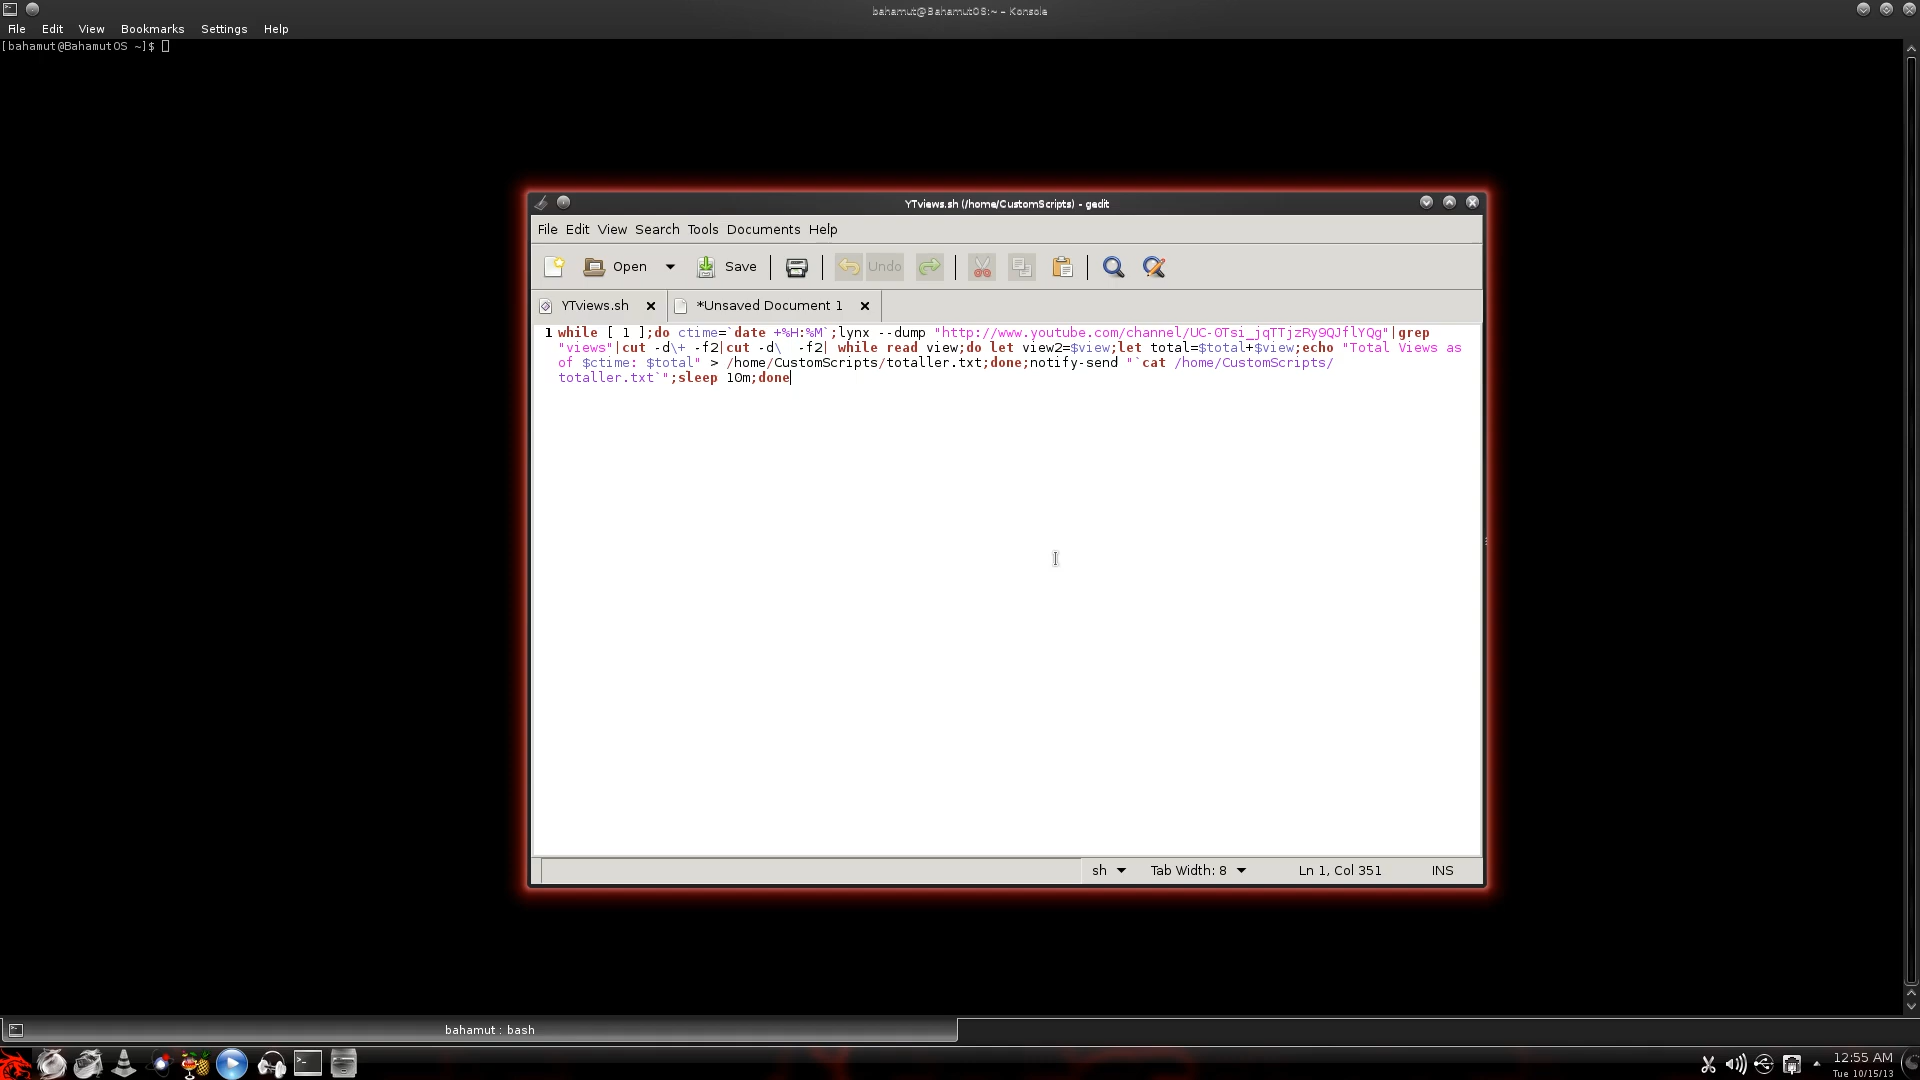 bahamut@BahamutOS:~ – Konsole
File Edit View Bookmarks Settings Help
[bahamut@BahamutOS ~]$
YTviews.sh (/home/CustomScripts) - gedit
File Edit View Search Tools Documents Help
Open Save Undo
YTviews.sh *Unsaved Document 1
1 while [ 1 ];do ctime=`date +%H:%M`;lynx --dump "http://www.youtube.com/channel/UC-0Tsi_jqTTjzRy9QJflYQg"|grep
"views"|cut -d\+ -f2|cut -d\  -f2| while read view;do let view2=$view;let total=$total+$view;echo "Total Views as
of $ctime: $total" > /home/CustomScripts/totaller.txt;done;notify-send "`cat /home/CustomScripts/
totaller.txt`";sleep 10m;done
sh Tab Width: 8 Ln 1, Col 351 INS
bahamut : bash
12:55 AM
Tue 10/15/13